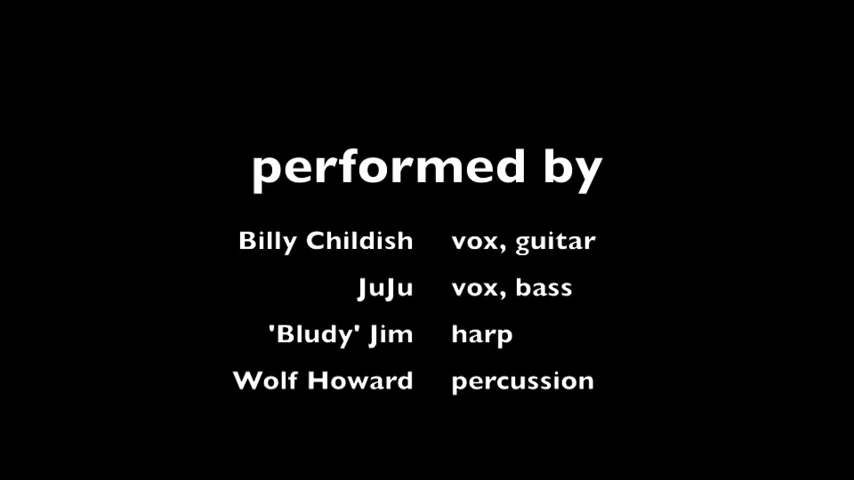 performed by
Billy Childish vox, guitar
JuJu vox, bass
'Bludy' Jim harp
Wolf Howard percussion